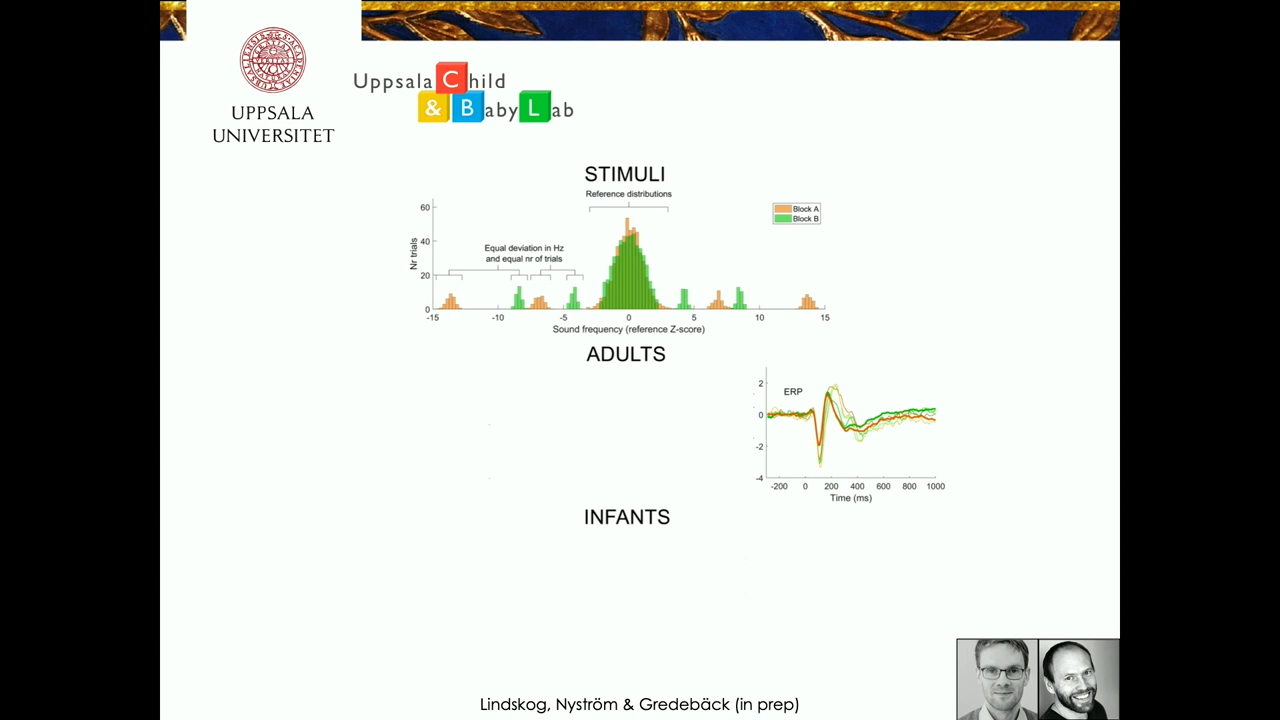 UPPSALA
UNIVERSITET
Uppsala Child
& BabyLab
STIMULI
Reference distributions
Block A
Block B
Equal deviation in Hz
and equal nr of trials
Nr trials
60
40
20
0
-15 -10 -5 0 5 10 15
Sound frequency (reference Z-score)
ADULTS
ERP
2
0
-2
-4
-200 0 200 400 600 800 1000
Time (ms)
INFANTS
Lindskog, Nyström & Gredebäck (in prep)